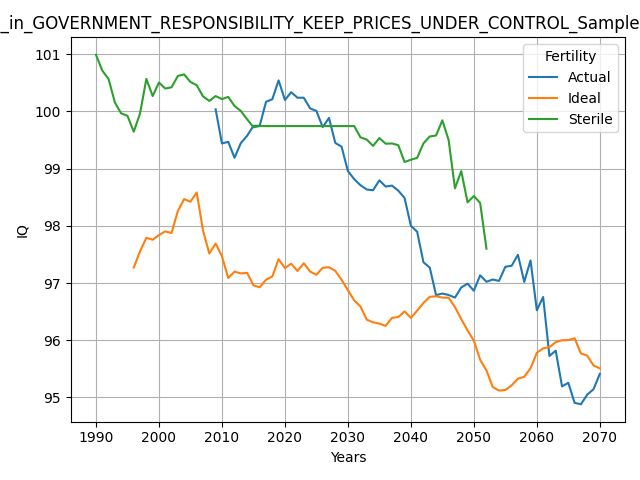 _in_GOVERNMENT_RESPONSIBILITY_KEEP_PRICES_UNDER_CONTROL_Sample
Fertility
Actual
Ideal
Sterile
IQ
101
100
99
98
97
96
95
1990 2000 2010 2020 2030 2040 2050 2060 2070
Years